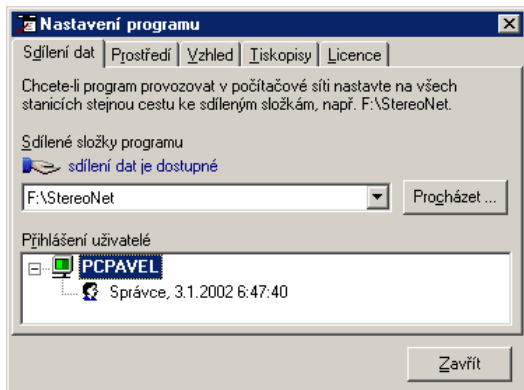 Nastavení programu
Sdílení dat
Prostředí
Vzhled
Tiskopisy
Licence
Chcete-li program provozovat v počítačové síti nastavte na všech
stanicích stejnou cestu ke sdíleným složkám, např. F:\StereoNet.
Sdílené složky programu
sdílení dat je dostupné
F:\StereoNet
Procházet ...
Přihlášení uživatelé
PCPAVEL
Správce, 3.1.2002 6:47:40
Zavřít